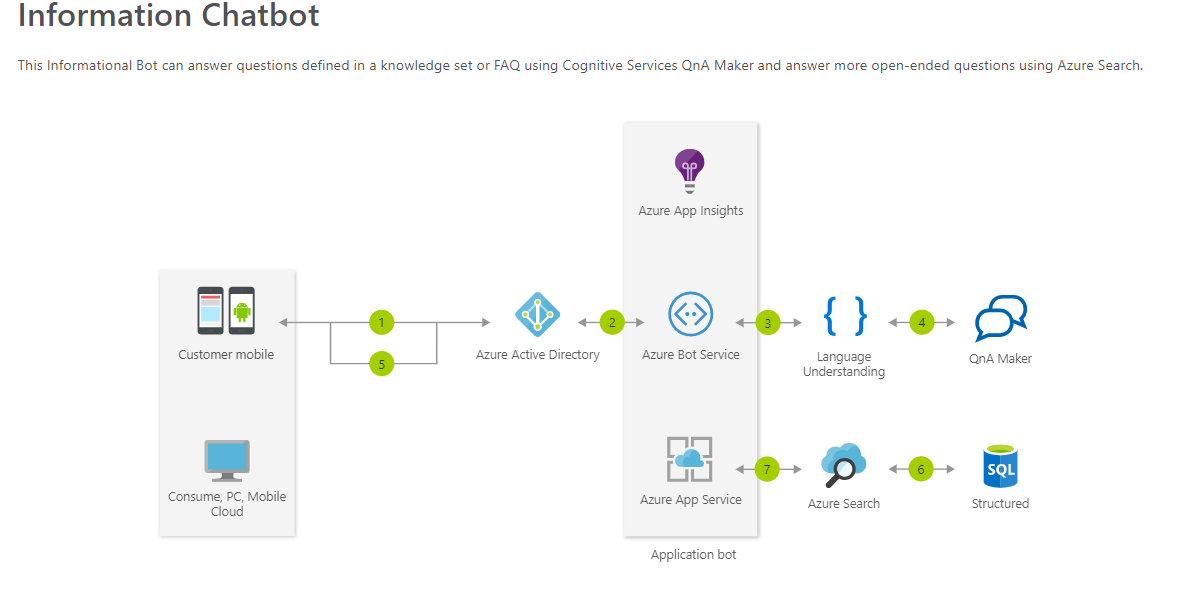 Information Chatbot
This Informational Bot can answer questions defined in a knowledge set or FAQ using Cognitive Services QnA Maker and answer more open-ended questions using Azure Search.
Azure App Insights
1
2
3
4
Customer mobile
Azure Active Directory
Azure Bot Service
Language
Understanding
QnA Maker
5
SQL
7
6
Consume, PC, Mobile
Cloud
Azure App Service
Azure Search
Structured
Application bot